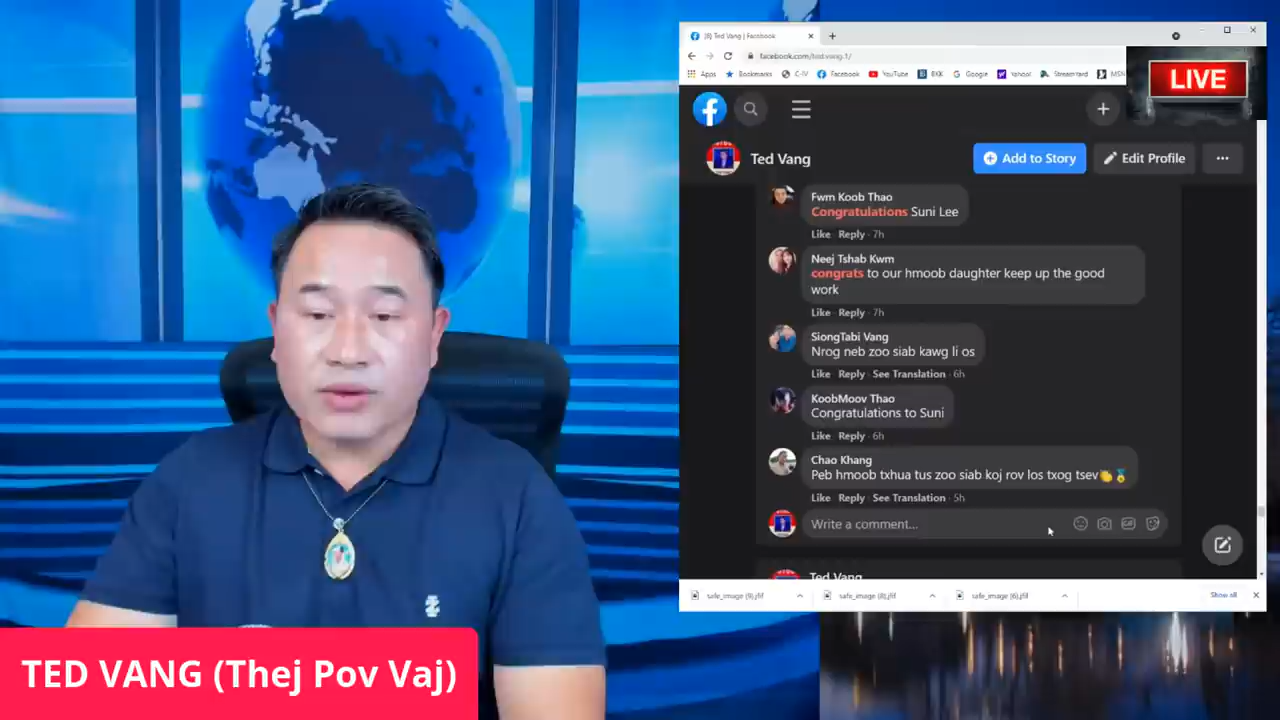 (8) Ted Vang | Facebook
facebook.com/ted.vang.1/
Apps
Bookmarks
C-IV
Facebook
YouTube
BKK
Google
Yahoo!
StreamYard
MSN
LIVE
Ted Vang
Add to Story
Edit Profile
Fwm Koob Thao
Congratulations Suni Lee
Like Reply · 7h
Neej Tshab Kwm
congrats to our hmoob daughter keep up the good
work
Like Reply · 7h
SiongTabi Vang
Nrog neb zoo siab kawg li os
Like Reply See Translation · 6h
KoobMoov Thao
Congratulations to Suni
Like Reply · 6h
Chao Khang
Peb hmoob txhua tus zoo siab koj rov los txog tsev👏🏅
Like Reply See Translation · 5h
Write a comment...
Ted Vang
safe_image (9).jfif
safe_image (8).jfif
safe_image (6).jfif
Show all
TED VANG (Thej Pov Vaj)